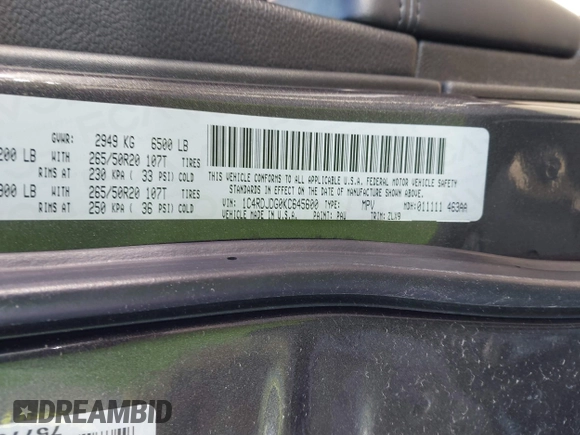 GVWR: 2949 KG 6500 LB
200 LB WITH 265/50R20 107T TIRES
RIMS AT 230 KPA ( 33 PSI) COLD
900 LB WITH 265/50R20 107T TIRES
RIMS AT 250 KPA ( 36 PSI) COLD
THIS VEHICLE CONFORMS TO ALL APPLICABLE U.S.A. FEDERAL MOTOR VEHICLE SAFETY
STANDARDS IN EFFECT ON THE DATE OF MANUFACTURE SHOWN ABOVE.
VIN: 1C4RDJDG0KC645600 TYPE: MPV MDH:011111 463AA
MADE IN U.S.A. PAINT: PAU TRIM: ZLX9
DREAMBID